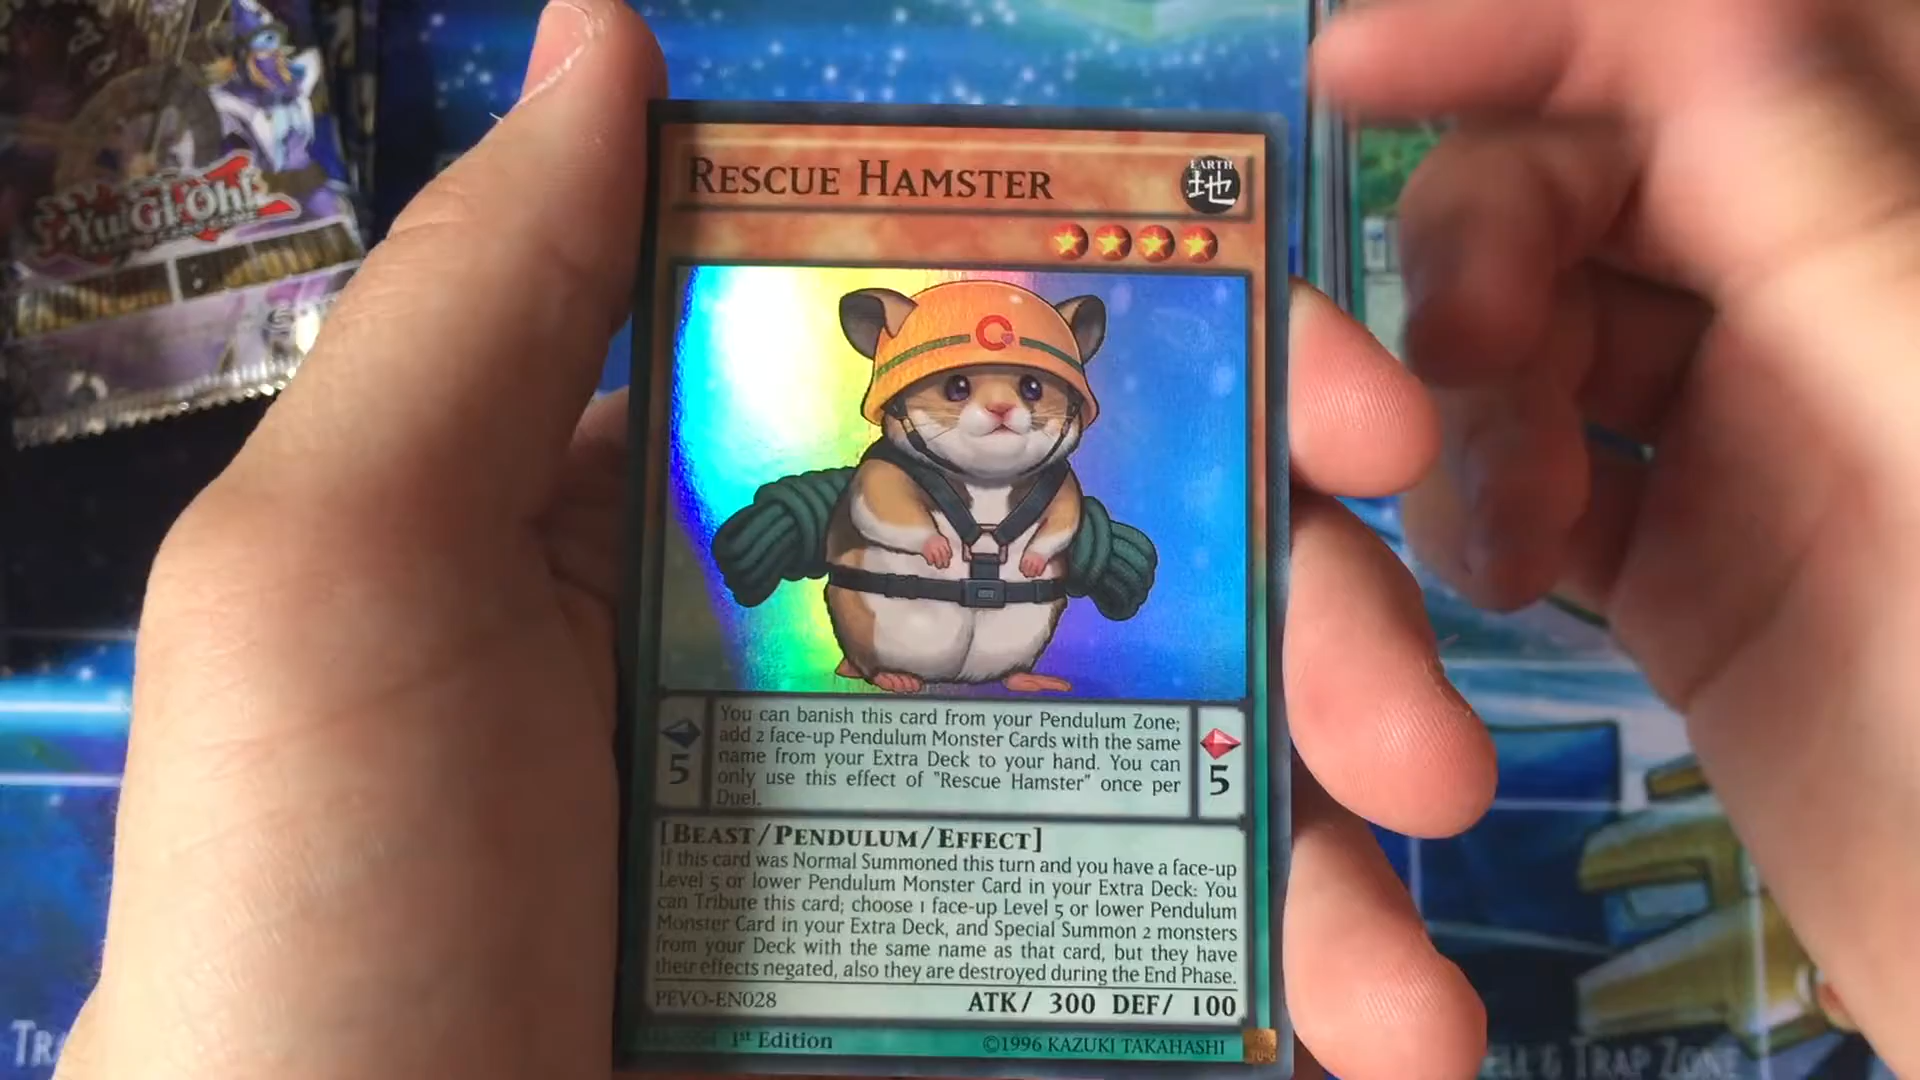 Yu-Gi-Oh!
RESCUE HAMSTER
EARTH
地
C
You can banish this card from your Pendulum Zone;
add 2 face-up Pendulum Monster Cards with the same
name from your Extra Deck to your hand. You can
only use this effect of "Rescue Hamster" once per
Duel.
5
5
[BEAST/PENDULUM/EFFECT]
If this card was Normal Summoned this turn and you have a face-up
Level 5 or lower Pendulum Monster Card in your Extra Deck: You
can Tribute this card; choose 1 face-up Level 5 or lower Pendulum
Monster Card in your Extra Deck, and Special Summon 2 monsters
from your Deck with the same name as that card, but they have
their effects negated, also they are destroyed during the End Phase.
PEVO-EN028
ATK/ 300 DEF/ 100
1st Edition
©1996 KAZUKI TAKAHASHI
TRAP ZONE